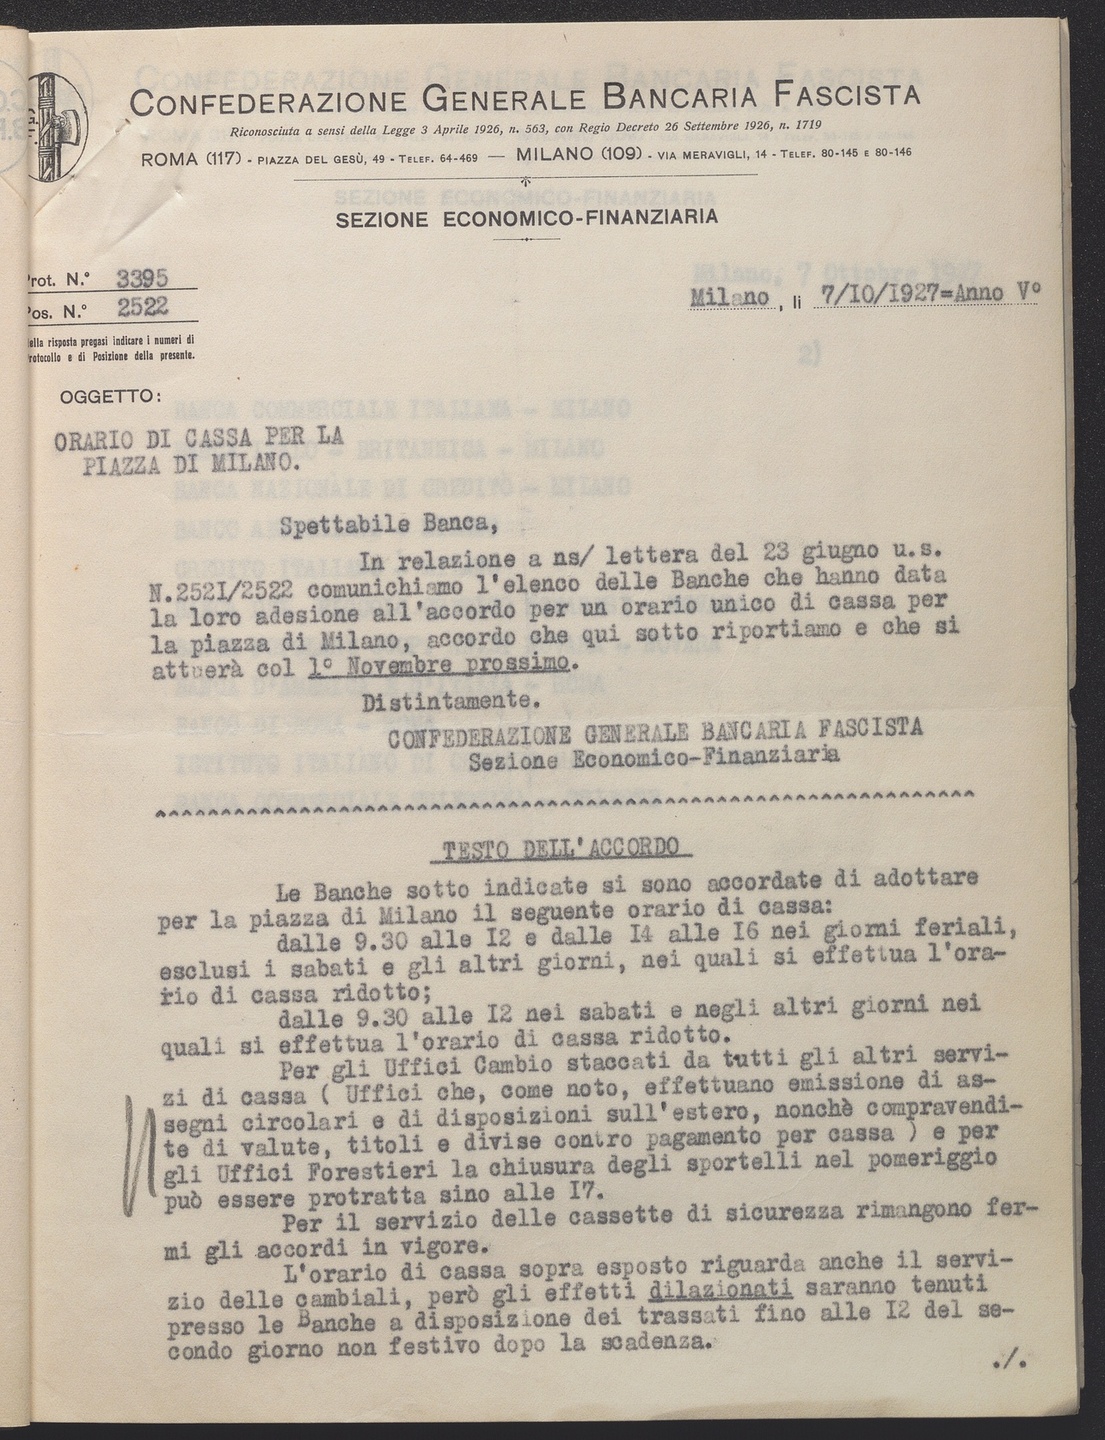 CONFEDERAZIONE GENERALE BANCARIA FASCISTA
Riconosciuta a sensi della Legge 3 Aprile 1926, n. 563, con Regio Decreto 26 Settembre 1926, n. 1719
ROMA (117) - PIAZZA DEL GESÙ, 49 - TELEF. 64-469 — MILANO (109) - VIA MERAVIGLI, 14 - TELEF. 80-145 E 80-146
SEZIONE ECONOMICO-FINANZIARIA
rot. N.° 3395
os. N.° 2522
Milano, li 7/10/1927=Anno V°
ella risposta pregasi indicare i numeri di
rotocollo e di Posizione della presente.
OGGETTO:
ORARIO DI CASSA PER LA
PIAZZA DI MILANO.
Spettabile Banca,
In relazione a ns/ lettera del 23 giugno u.s.
N.252I/2522 comunichiamo l'elenco delle Banche che hanno data
la loro adesione all'accordo per un orario unico di cassa per
la piazza di Milano, accordo che qui sotto riportiamo e che si
attuerà col 1° Novembre prossimo.
Distintamente.
CONFEDERAZIONE GENERALE BANCARIA FASCISTA
Sezione Economico-Finanziaria
TESTO DELL'ACCORDO
Le Banche sotto indicate si sono accordate di adottare
per la piazza di Milano il seguente orario di cassa:
dalle 9.30 alle I2 e dalle I4 alle I6 nei giorni feriali,
esclusi i sabati e gli altri giorni, nei quali si effettua l'ora-
rio di cassa ridotto;
dalle 9.30 alle I2 nei sabati e negli altri giorni nei
quali si effettua l'orario di cassa ridotto.
Per gli Uffici Cambio staccati da tutti gli altri servi-
zi di cassa ( Uffici che, come noto, effettuano emissione di as-
segni circolari e di disposizioni sull'estero, nonchè compravendi-
te di valute, titoli e divise contro pagamento per cassa ) e per
gli Uffici Forestieri la chiusura degli sportelli nel pomeriggio
può essere protratta sino alle I7.
Per il servizio delle cassette di sicurezza rimangono fer-
mi gli accordi in vigore.
L'orario di cassa sopra esposto riguarda anche il servi-
zio delle cambiali, però gli effetti dilazionati saranno tenuti
presso le Banche a disposizione dei trassati fino alle I2 del se-
condo giorno non festivo dopo la scadenza.
./.